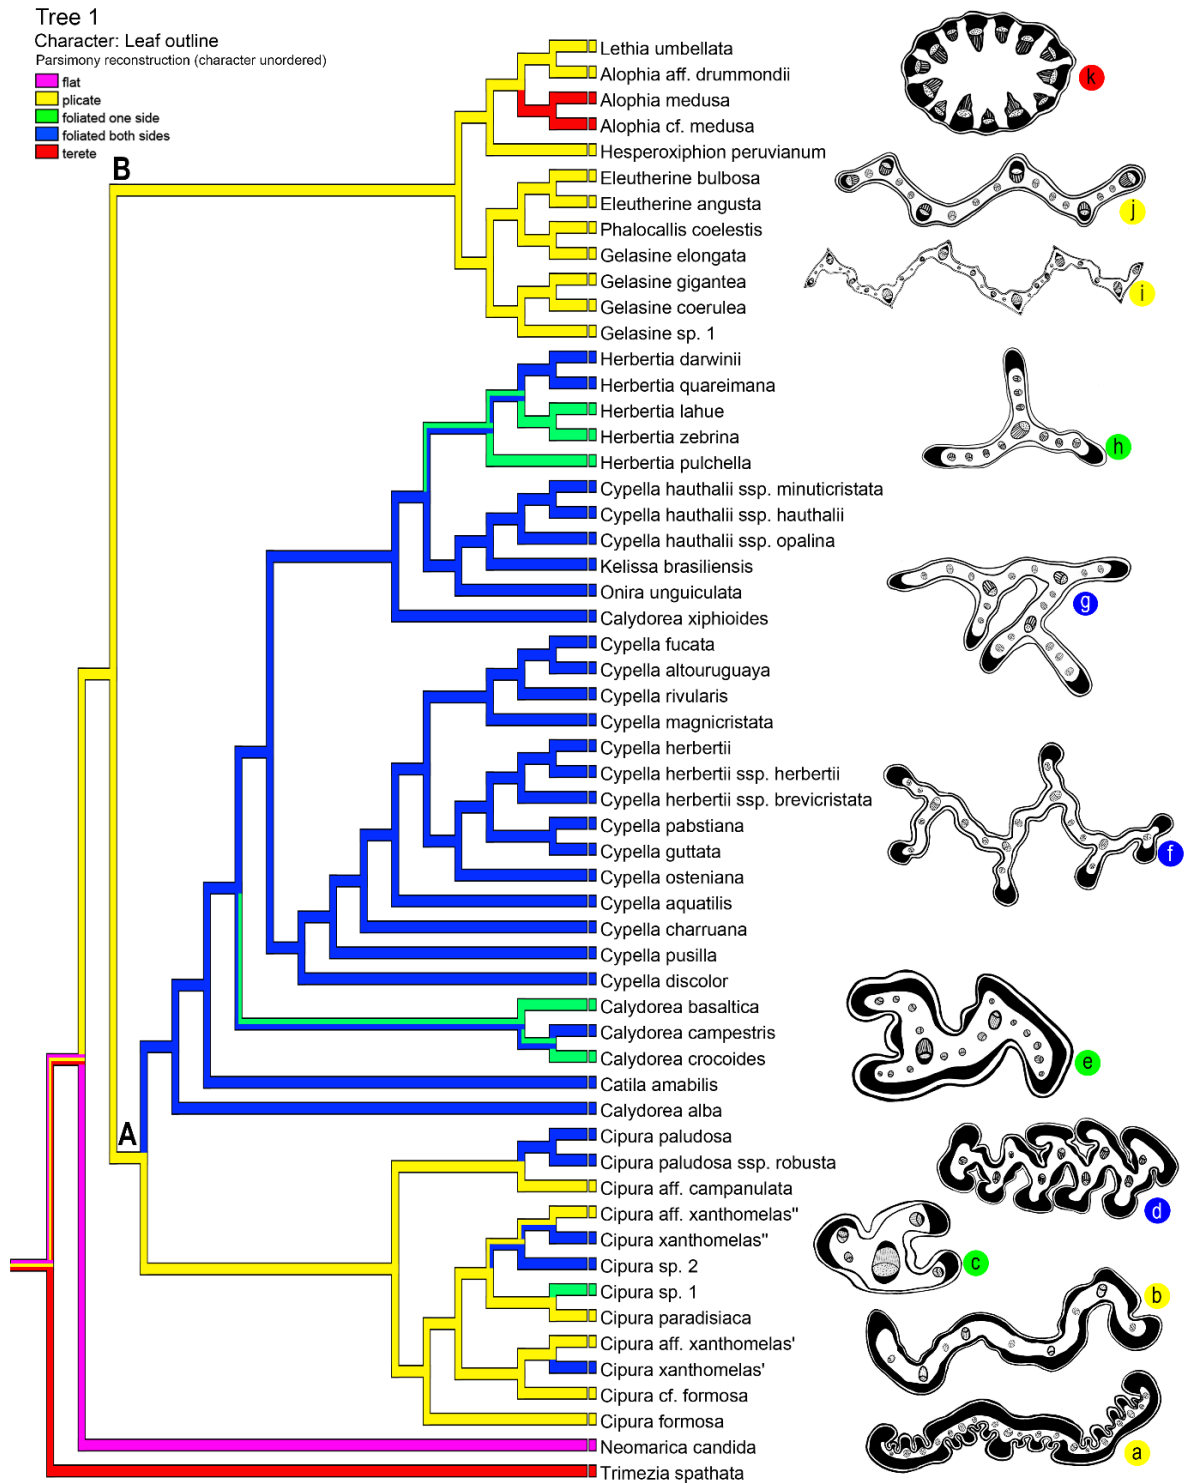 Tree 1
Character: Leaf outline
Parsimony reconstruction (character unordered)
flat
plicate
foliated one side
foliated both sides
terete
B
A
Lethia umbellata
Alophia aff. drummondii
Alophia medusa
Alophia cf. medusa
Hesperoxiphion peruvianum
Eleutherine bulbosa
Eleutherine angusta
Phalocallis coelestis
Gelasine elongata
Gelasine gigantea
Gelasine coerulea
Gelasine sp. 1
Herbertia darwinii
Herbertia quareimana
Herbertia lahue
Herbertia zebrina
Herbertia pulchella
Cypella hauthalii ssp. minuticristata
Cypella hauthalii ssp. hauthalii
Cypella hauthalii ssp. opalina
Kelissa brasiliensis
Onira unguiculata
Calydorea xiphioides
Cypella fucata
Cypella altouruguaya
Cypella rivularis
Cypella magnicristata
Cypella herbertii
Cypella herbertii ssp. herbertii
Cypella herbertii ssp. brevicristata
Cypella pabstiana
Cypella guttata
Cypella osteniana
Cypella aquatilis
Cypella charruana
Cypella pusilla
Cypella discolor
Calydorea basaltica
Calydorea campestris
Calydorea crocoides
Catila amabilis
Calydorea alba
Cipura paludosa
Cipura paludosa ssp. robusta
Cipura aff. campanulata
Cipura aff. xanthomelas"
Cipura xanthomelas"
Cipura sp. 2
Cipura sp. 1
Cipura paradisiaca
Cipura aff. xanthomelas'
Cipura xanthomelas'
Cipura cf. formosa
Cipura formosa
Neomarica candida
Trimezia spathata
k
j
i
h
g
f
e
d
c
b
a